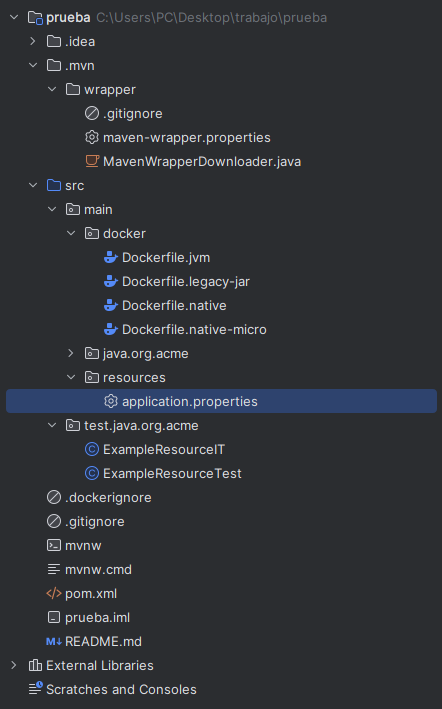 prueba C:\Users\PC\Desktop\trabajo\prueba
.idea
.mvn
wrapper
.gitignore
maven-wrapper.properties
MavenWrapperDownloader.java
src
main
docker
Dockerfile.jvm
Dockerfile.legacy-jar
Dockerfile.native
Dockerfile.native-micro
java.org.acme
resources
application.properties
test.java.org.acme
ExampleResourceIT
ExampleResourceTest
.dockerignore
.gitignore
mvnw
mvnw.cmd
pom.xml
prueba.iml
README.md
External Libraries
Scratches and Consoles